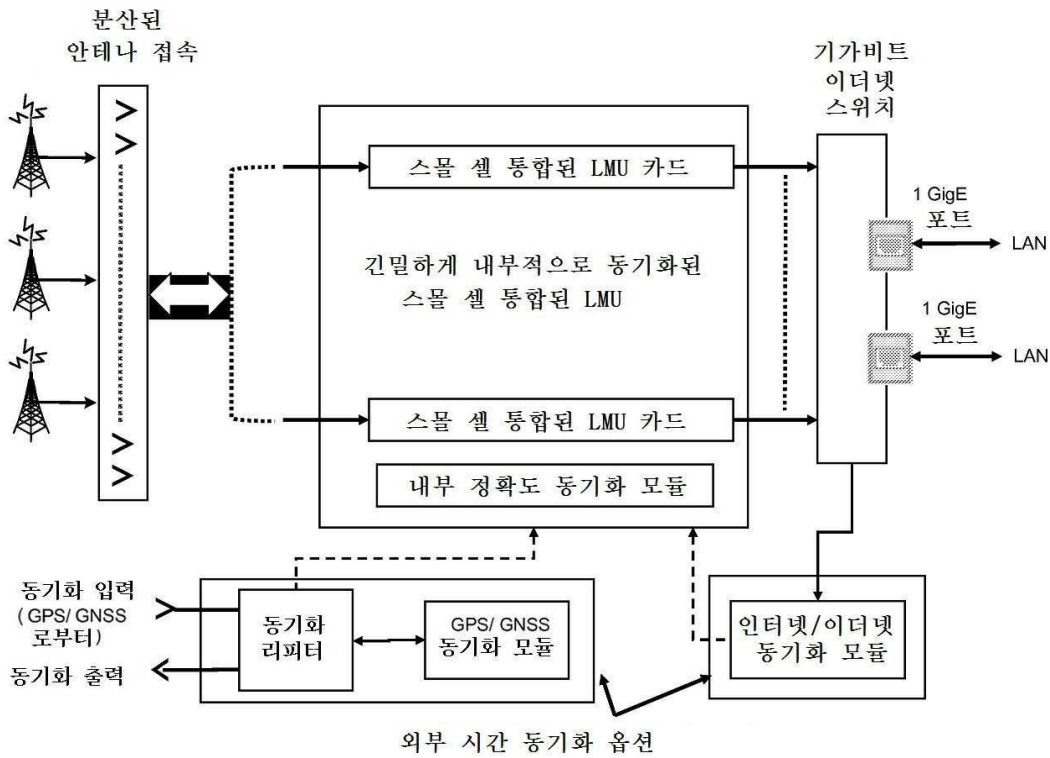 분산된
안테나 접속
기가비트
이더넷
스위치
스몰 셀 통합된 LMU 카드
1 GigE
포트
LAN
긴밀하게 내부적으로 동기화된
스몰 셀 통합된 LMU
1 GigE
포트
LAN
스몰 셀 통합된 LMU 카드
내부 정확도 동기화 모듈
동기화 입력
(GPS/ GNSS
로부터)
동기화 출력
동기화
리피터
GPS/ GNSS
동기화 모듈
인터넷/이더넷
동기화 모듈
외부 시간 동기화 옵션